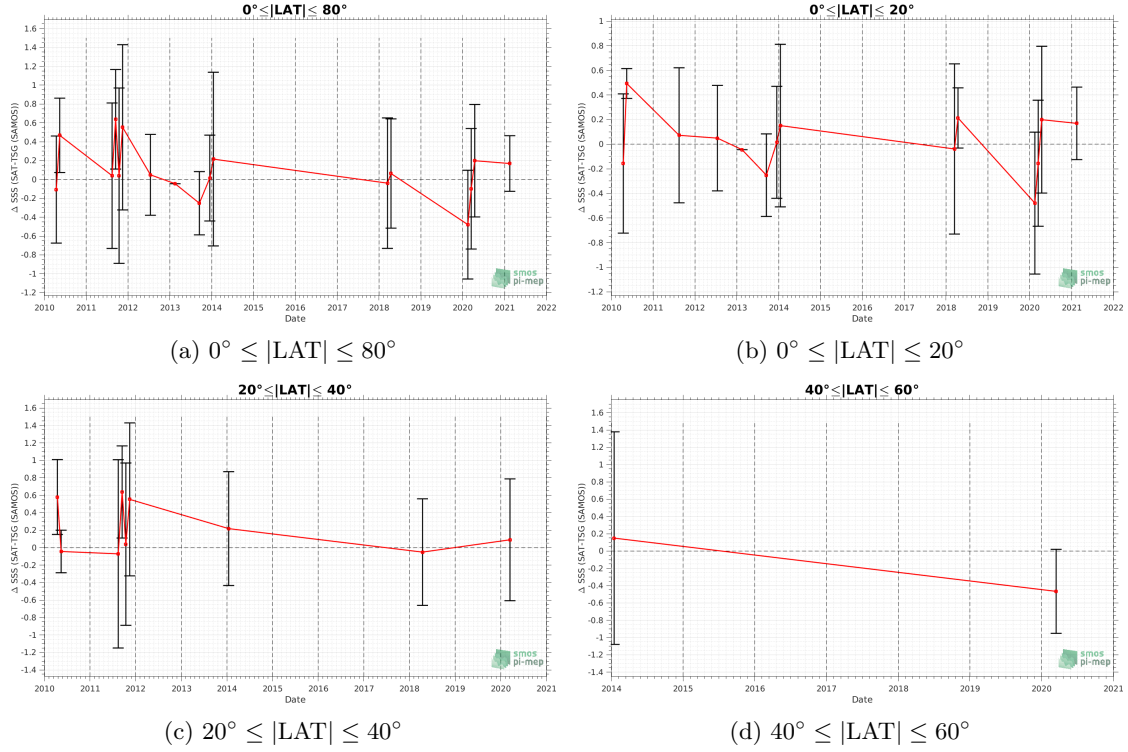 0°≤|LAT|≤ 80°
Δ SSS (SAT-TSG (SAMOS))
1.6
1.4
1.2
1
0.8
0.6
0.4
0.2
0
-0.2
-0.4
-0.6
-0.8
-1
-1.2
2010 2011 2012 2013 2014 2015 2016 2017 2018 2019 2020 2021 2022
Date
smos
pi-mep
(a) 0° ≤ |LAT| ≤ 80°
0°≤|LAT|≤ 20°
Δ SSS (SAT-TSG (SAMOS))
1
0.8
0.6
0.4
0.2
0
-0.2
-0.4
-0.6
-0.8
-1
-1.2
2010 2011 2012 2013 2014 2015 2016 2017 2018 2019 2020 2021 2022
Date
smos
pi-mep
(b) 0° ≤ |LAT| ≤ 20°
20°≤|LAT|≤ 40°
Δ SSS (SAT-TSG (SAMOS))
1.6
1.4
1.2
1
0.8
0.6
0.4
0.2
0
-0.2
-0.4
-0.6
-0.8
-1
-1.2
-1.4
2010 2011 2012 2013 2014 2015 2016 2017 2018 2019 2020 2021
Date
smos
pi-mep
(c) 20° ≤ |LAT| ≤ 40°
40°≤|LAT|≤ 60°
Δ SSS (SAT-TSG (SAMOS))
1.6
1.4
1.2
1
0.8
0.6
0.4
0.2
0
-0.2
-0.4
-0.6
-0.8
-1
-1.2
-1.4
2014 2015 2016 2017 2018 2019 2020 2021
Date
smos
pi-mep
(d) 40° ≤ |LAT| ≤ 60°